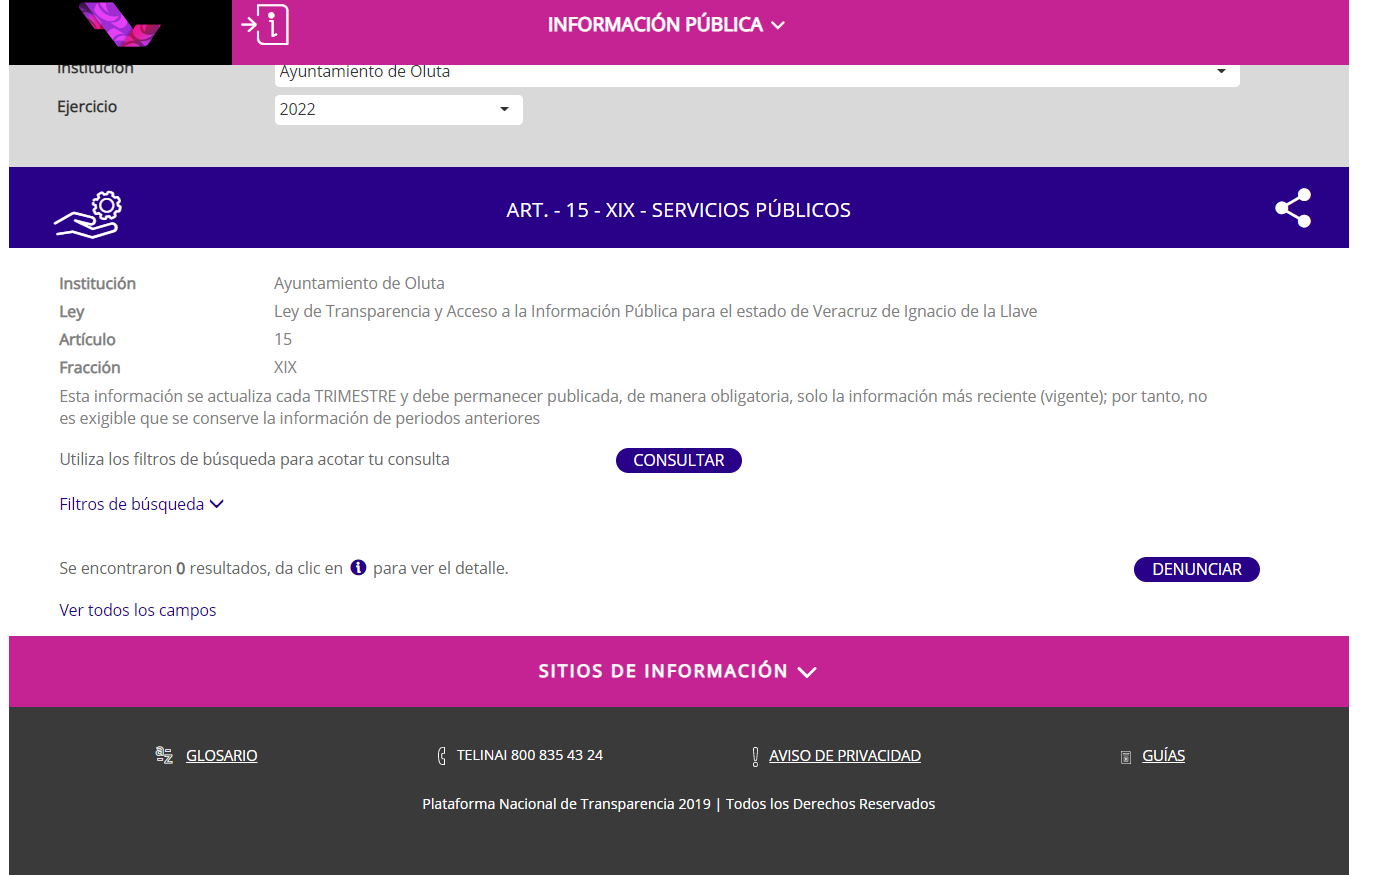 INFORMACIÓN PÚBLICA
Institución Ayuntamiento de Oluta
Ejercicio 2022
ART. - 15 - XIX - SERVICIOS PÚBLICOS
Institución Ayuntamiento de Oluta
Ley Ley de Transparencia y Acceso a la Información Pública para el estado de Veracruz de Ignacio de la Llave
Artículo 15
Fracción XIX
Esta información se actualiza cada TRIMESTRE y debe permanecer publicada, de manera obligatoria, solo la información más reciente (vigente); por tanto, no
es exigible que se conserve la información de periodos anteriores
Utiliza los filtros de búsqueda para acotar tu consulta CONSULTAR
Filtros de búsqueda
Se encontraron 0 resultados, da clic en i para ver el detalle. DENUNCIAR
Ver todos los campos
SITIOS DE INFORMACIÓN
GLOSARIO TELINAI 800 835 43 24 AVISO DE PRIVACIDAD GUÍAS
Plataforma Nacional de Transparencia 2019 | Todos los Derechos Reservados